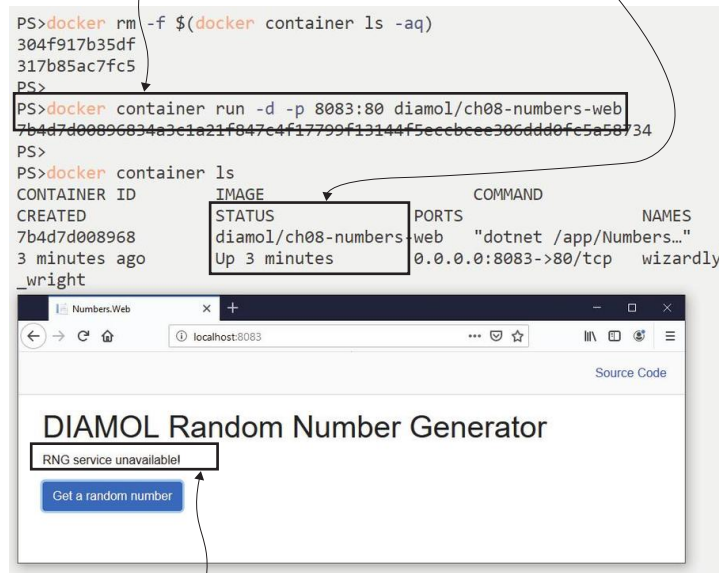 PS>docker rm -f $(docker container ls -aq)
304f917b35df
317b85ac7fc5
PS>
PS>docker container run -d -p 8083:80 diamol/ch08-numbers-web
7b4d7d00896834a3c1a21f847c4f17799f13144f5eccbcee306ddd0fc5a58734
PS>
PS>docker container ls
CONTAINER ID IMAGE COMMAND
CREATED STATUS PORTS NAMES
7b4d7d008968 diamol/ch08-numbers-web "dotnet /app/Numbers…"
3 minutes ago Up 3 minutes 0.0.0.0:8083->80/tcp wizardly
_wright
Numbers.Web
localhost:8083
Source Code
DIAMOL Random Number Generator
RNG service unavailable!
Get a random number